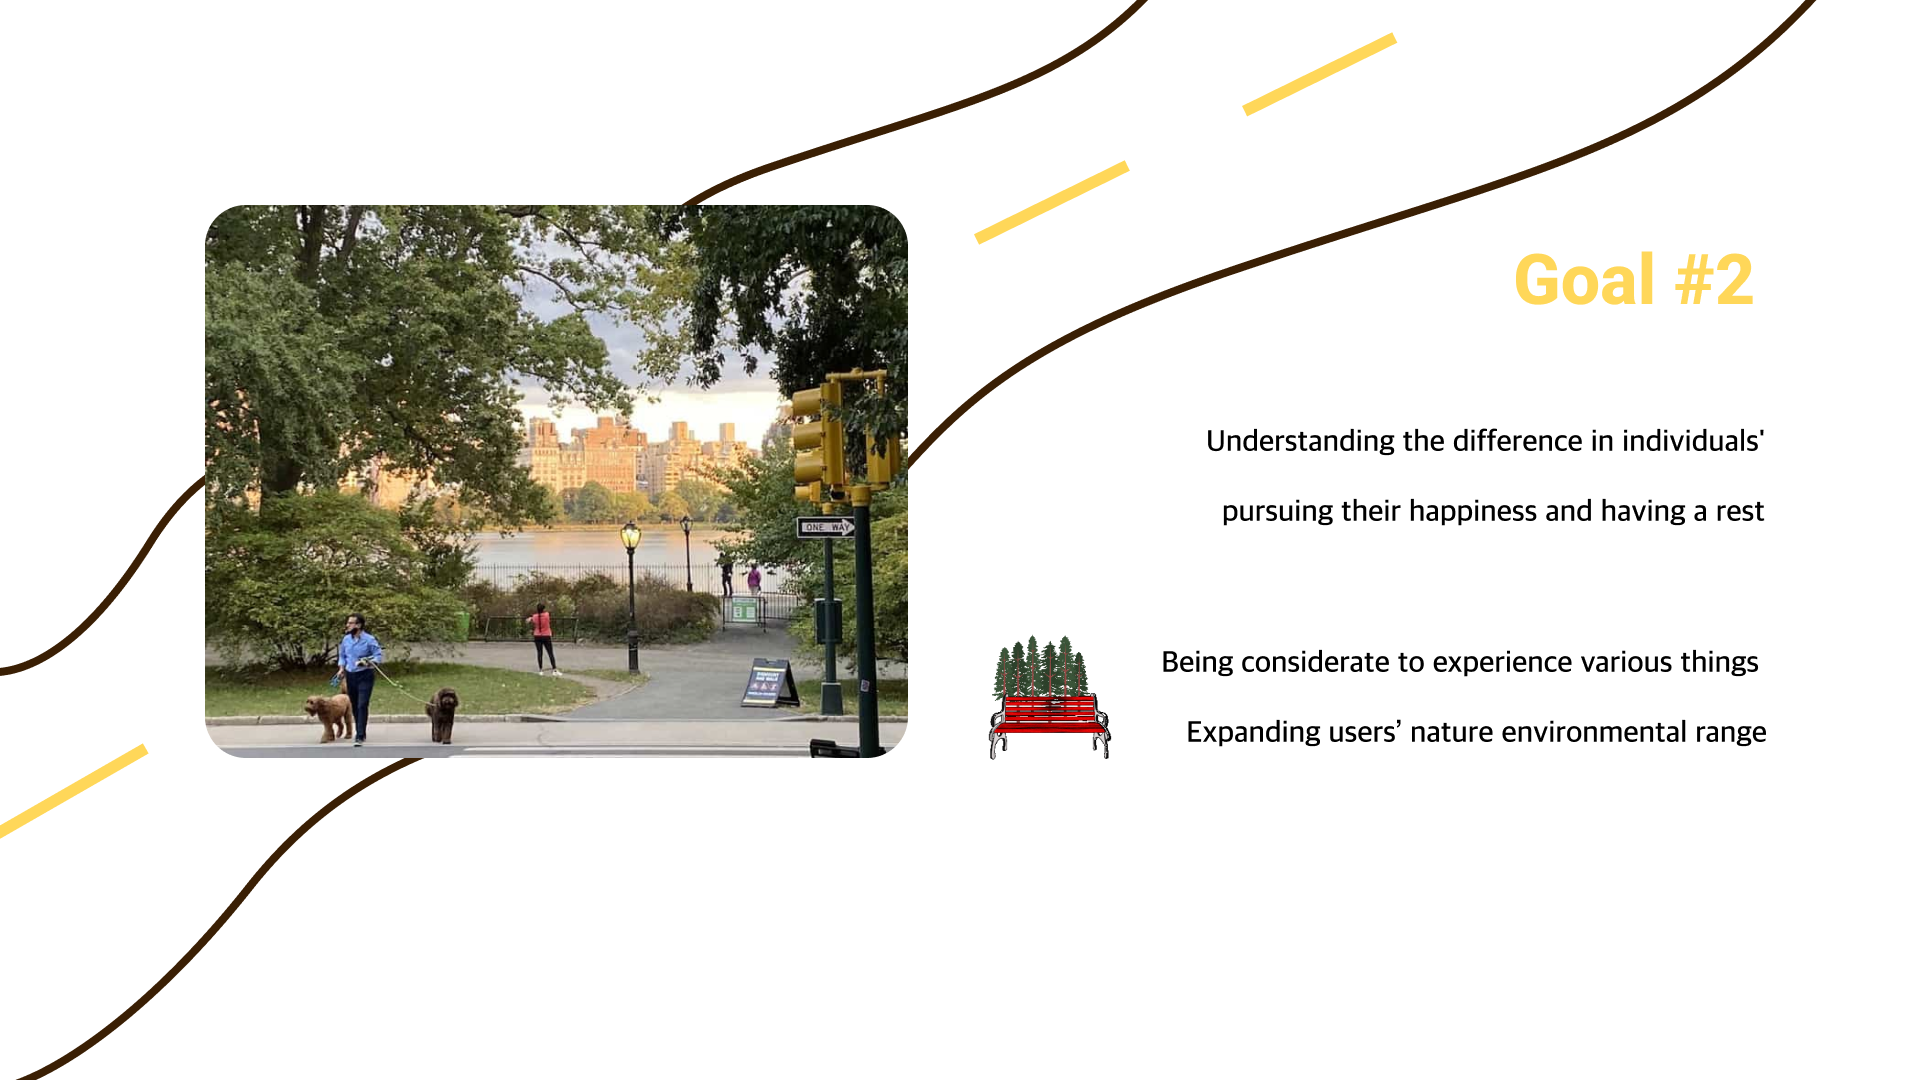 Goal #2
Understanding the difference in individuals'
pursuing their happiness and having a rest
ONE WAY
Being considerate to experience various things
Expanding users’ nature environmental range